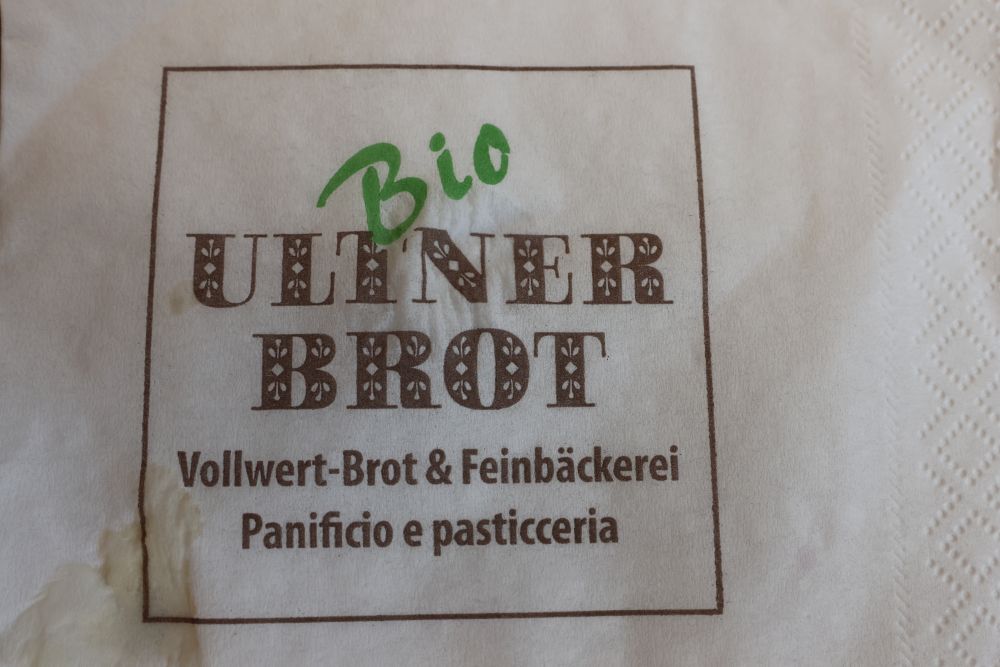 Bio
ULTNER
BROT
Vollwert-Brot & Feinbäckerei
Panificio e pasticceria